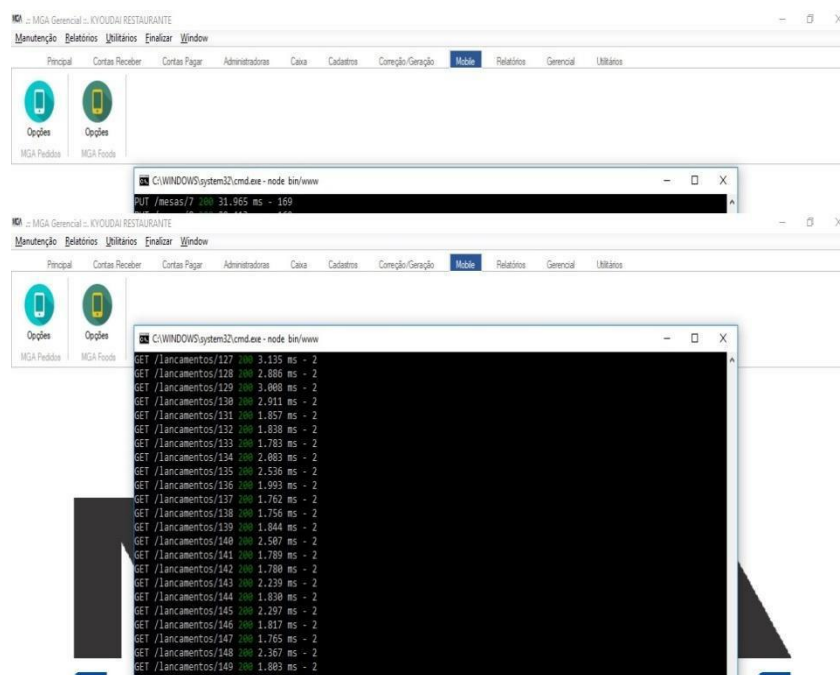 MGA .:: MGA Gerencial ::. KYOUDAI RESTAURANTE
Manutenção Relatórios Utilitários Finalizar Window
Principal Contas Receber Contas Pagar Administradoras Caixa Cadastros Correção/Geração Mobile Relatórios Gerencial Utilitários
Opções Opções
MGA Pedidos MGA Foods
C:\WINDOWS\system32\cmd.exe - node bin/www
PUT /mesas/7 200 31.965 ms - 169
MGA .:: MGA Gerencial ::. KYOUDAI RESTAURANTE
Manutenção Relatórios Utilitários Finalizar Window
Principal Contas Receber Contas Pagar Administradoras Caixa Cadastros Correção/Geração Mobile Relatórios Gerencial Utilitários
Opções Opções
MGA Pedidos MGA Foods
C:\WINDOWS\system32\cmd.exe - node bin/www
GET /lancamentos/127 200 3.135 ms - 2
GET /lancamentos/128 200 2.886 ms - 2
GET /lancamentos/129 200 3.008 ms - 2
GET /lancamentos/130 200 2.911 ms - 2
GET /lancamentos/131 200 1.857 ms - 2
GET /lancamentos/132 200 1.838 ms - 2
GET /lancamentos/133 200 1.783 ms - 2
GET /lancamentos/134 200 2.083 ms - 2
GET /lancamentos/135 200 2.536 ms - 2
GET /lancamentos/136 200 1.993 ms - 2
GET /lancamentos/137 200 1.762 ms - 2
GET /lancamentos/138 200 1.756 ms - 2
GET /lancamentos/139 200 1.844 ms - 2
GET /lancamentos/140 200 2.507 ms - 2
GET /lancamentos/141 200 1.789 ms - 2
GET /lancamentos/142 200 1.780 ms - 2
GET /lancamentos/143 200 2.239 ms - 2
GET /lancamentos/144 200 1.830 ms - 2
GET /lancamentos/145 200 2.297 ms - 2
GET /lancamentos/146 200 1.817 ms - 2
GET /lancamentos/147 200 1.765 ms - 2
GET /lancamentos/148 200 2.367 ms - 2
GET /lancamentos/149 200 1.803 ms - 2